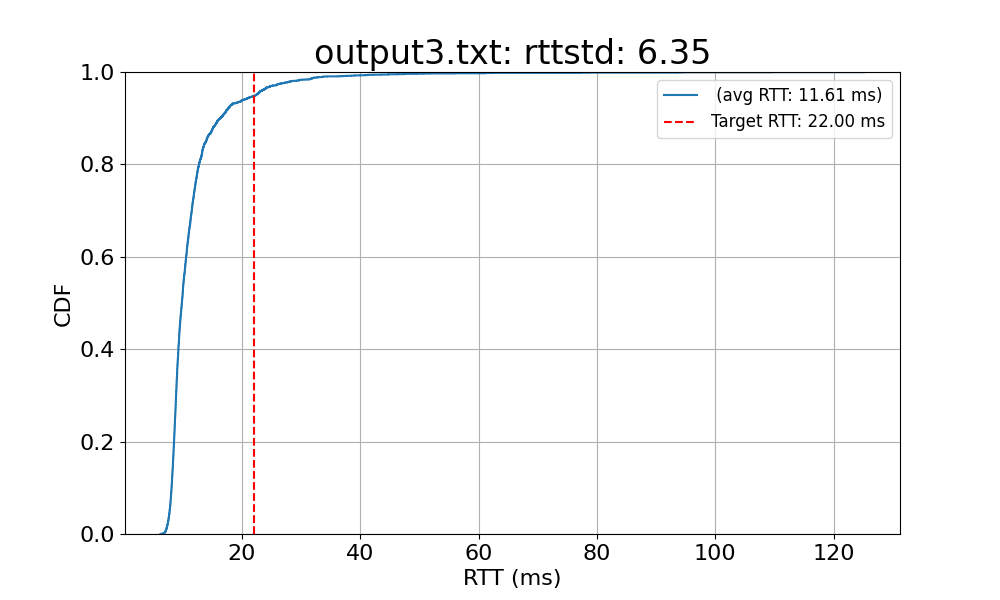 output3.txt: rttstd: 6.35
(avg RTT: 11.61 ms)
Target RTT: 22.00 ms
CDF
1.0
0.8
0.6
0.4
0.2
0.0
20 40 60 80 100 120
RTT (ms)